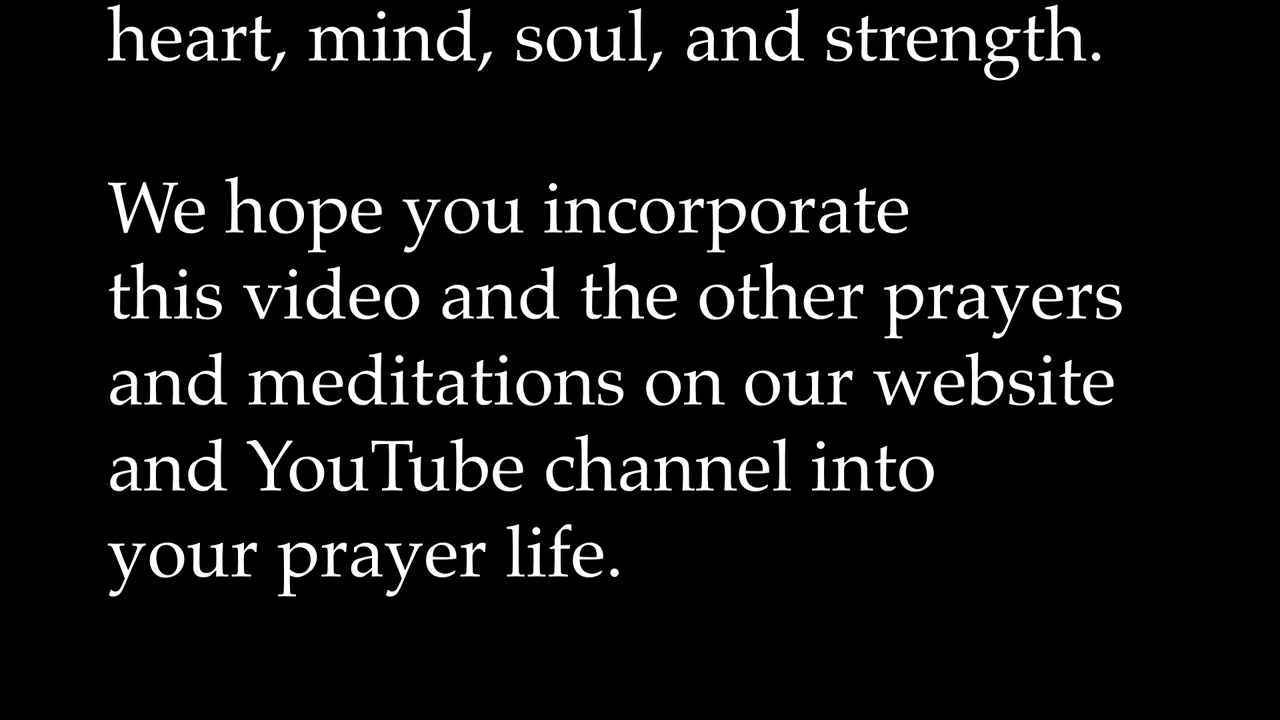 heart, mind, soul, and strength.
We hope you incorporate
this video and the other prayers
and meditations on our website
and YouTube channel into
your prayer life.